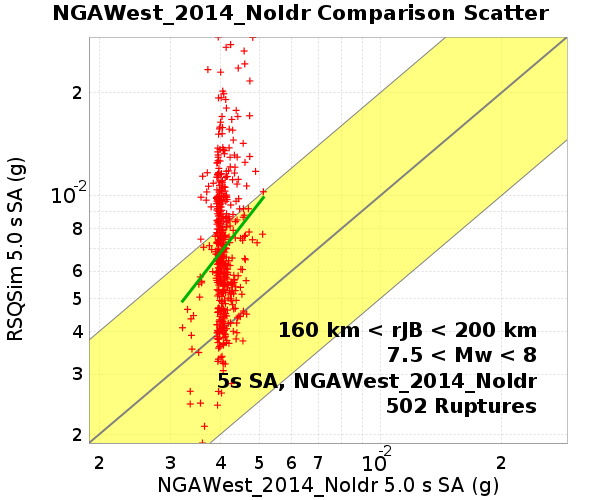 NGAWest_2014_NoIdr Comparison Scatter
RSQSim 5.0 s SA (g)
2
10-2
8
6
5
4
3
2
160 km < rJB < 200 km
7.5 < Mw < 8
5s SA, NGAWest_2014_NoIdr
502 Ruptures
2 3 4 5 6 7 10-2 2
NGAWest_2014_NoIdr 5.0 s SA (g)